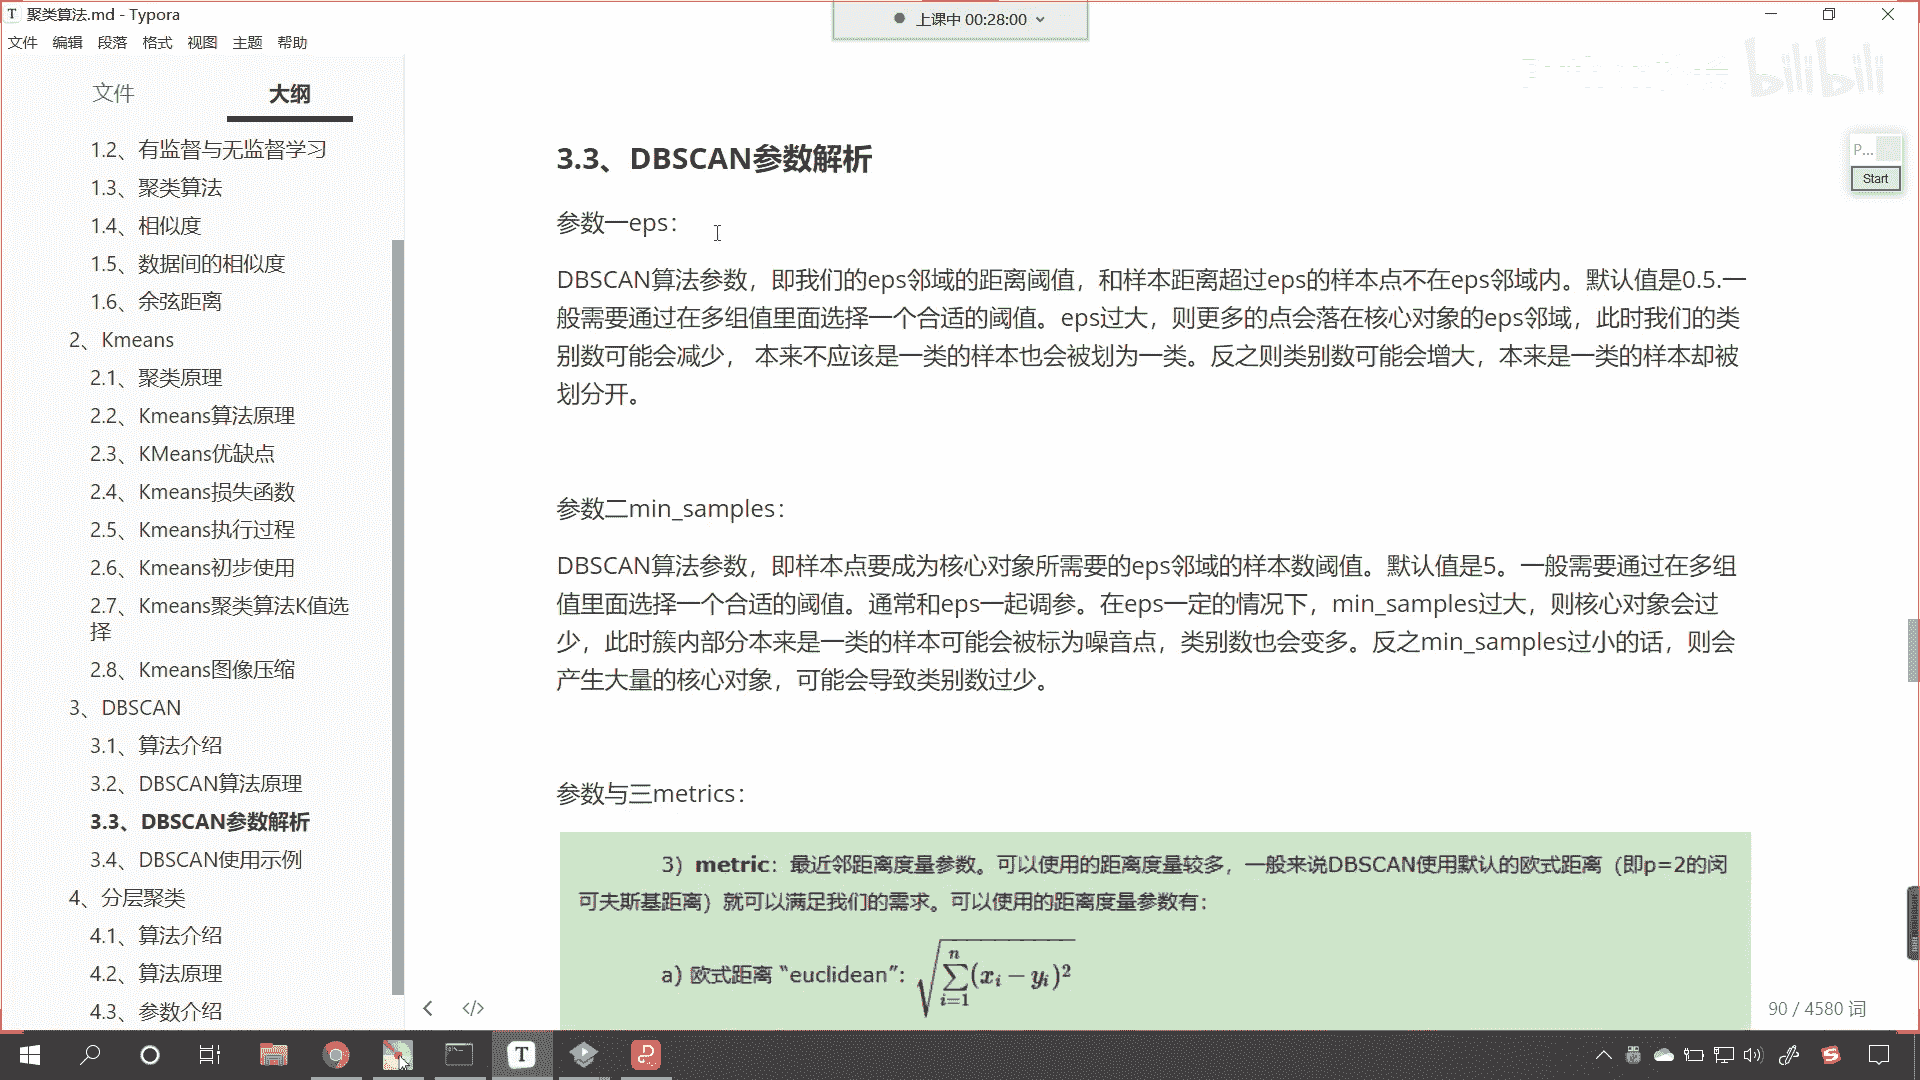 聚类算法.md - Typora
上课中 00:28:00
文件 编辑 段落 格式 视图 主题 帮助
bilibili
文件 大纲
P...
Start
1.2、有监督与无监督学习
1.3、聚类算法
1.4、相似度
1.5、数据间的相似度
1.6、余弦距离
2、Kmeans
2.1、聚类原理
2.2、Kmeans算法原理
2.3、KMeans优缺点
2.4、Kmeans损失函数
2.5、Kmeans执行过程
2.6、Kmeans初步使用
2.7、Kmeans聚类算法K值选
择
2.8、Kmeans图像压缩
3、DBSCAN
3.1、算法介绍
3.2、DBSCAN算法原理
3.3、DBSCAN参数解析
3.4、DBSCAN使用示例
4、分层聚类
4.1、算法介绍
4.2、算法原理
4.3、参数介绍
3.3、DBSCAN参数解析
参数一eps：
DBSCAN算法参数，即我们的eps邻域的距离阈值，和样本距离超过eps的样本点不在eps邻域内。默认值是0.5.一
般需要通过在多组值里面选择一个合适的阈值。eps过大，则更多的点会落在核心对象的eps邻域，此时我们的类
别数可能会减少， 本来不应该是一类的样本也会被划为一类。反之则类别数可能会增大，本来是一类的样本却被
划分开。
参数二min_samples：
DBSCAN算法参数，即样本点要成为核心对象所需要的eps邻域的样本数阈值。默认值是5。一般需要通过在多组
值里面选择一个合适的阈值。通常和eps一起调参。在eps一定的情况下，min_samples过大，则核心对象会过
少，此时簇内部分本来是一类的样本可能会被标为噪音点，类别数也会变多。反之min_samples过小的话，则会
产生大量的核心对象，可能会导致类别数过少。
参数与三metrics：
3）metric：最近邻距离度量参数。可以使用的距离度量较多，一般来说DBSCAN使用默认的欧式距离（即p=2的闵
可夫斯基距离）就可以满足我们的需求。可以使用的距离度量参数有：
a) 欧式距离 “euclidean”: √∑ᵢ₌₁ⁿ(xᵢ − yᵢ)²
90 / 4580 词